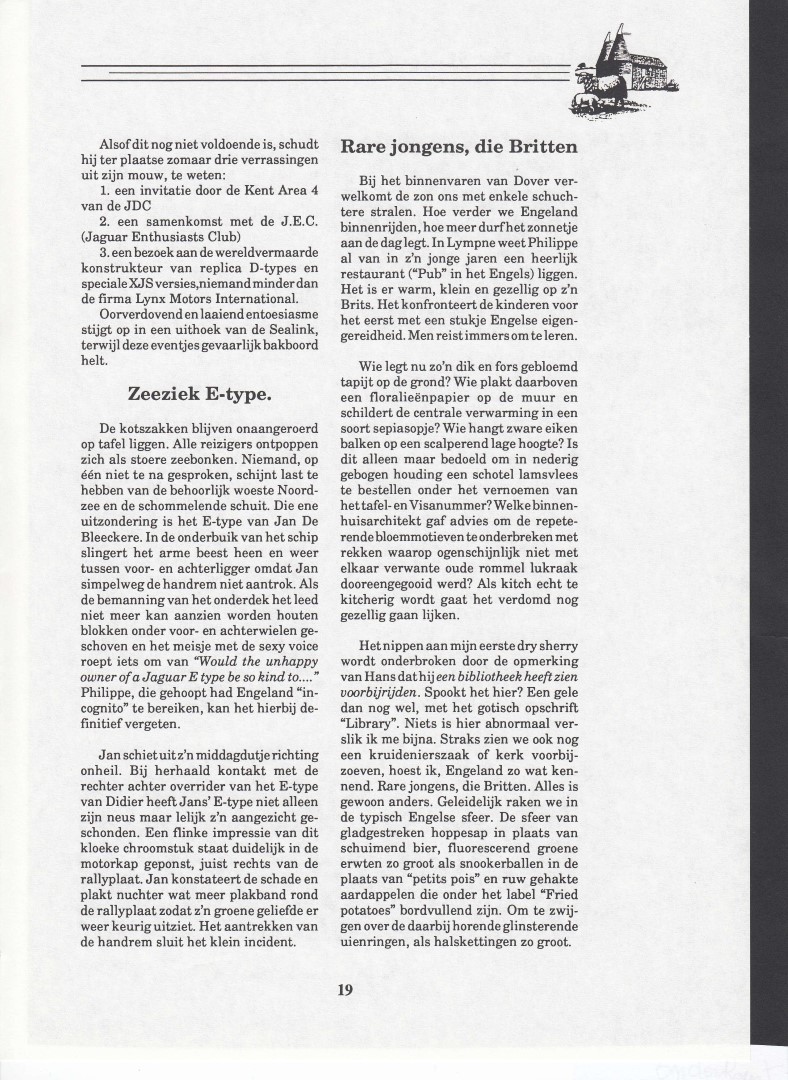 Alsof dit nog niet voldoende is, schudt
hij ter plaatse zomaar drie verrassingen
uit zijn mouw, te weten:
1. een invitatie door de Kent Area 4
van de JDC
2. een samenkomst met de J.E.C.
(Jaguar Enthusiasts Club)
3. een bezoek aan de wereldvermaarde
konstrukteur van replica D-types en
speciale XJS versies, niemand minder dan
de firma Lynx Motors International.
Oorverdovend en laaiend entoesiasme
stijgt op in een uithoek van de Sealink,
terwijl deze eventjes gevaarlijk bakboord
helt.
Zeeziek E-type.
De kotszakken blijven onaangeroerd
op tafel liggen. Alle reizigers ontpoppen
zich als stoere zeebonken. Niemand, op
één niet te na gesproken, schijnt last te
hebben van de behoorlijk woeste Noord-
zee en de schommelende schuit. Die ene
uitzondering is het E-type van Jan De
Bleeckere. In de onderbuik van het schip
slingert het arme beest heen en weer
tussen voor- en achterligger omdat Jan
simpelweg de handrem niet aantrok. Als
de bemanning van het onderdek het leed
niet meer kan aanzien worden houten
blokken onder voor- en achterwielen ge-
schoven en het meisje met de sexy voice
roept iets om van “Would the unhappy
owner of a Jaguar E type be so kind to....”
Philippe, die gehoopt had Engeland “in-
cognito” te bereiken, kan het hierbij de-
finitief vergeten.
Jan schiet uit z’n middagdutje richting
onheil. Bij herhaald kontakt met de
rechter achter overrider van het E-type
van Didier heeft Jans’ E-type niet alleen
zijn neus maar lelijk z’n aangezicht ge-
schonden. Een flinke impressie van dit
kloeke chroomstuk staat duidelijk in de
motorkap geponst, juist rechts van de
rallyplaat. Jan konstateert de schade en
plakt nuchter wat meer plakband rond
de rallyplaat zodat z’n groene geliefde er
weer keurig uitziet. Het aantrekken van
de handrem sluit het klein incident.
Rare jongens, die Britten
Bij het binnenvaren van Dover ver-
welkomt de zon ons met enkele schuch-
tere stralen. Hoe verder we Engeland
binnenrijden, hoe meer durf het zonnetje
aan de dag legt. In Lympne weet Philippe
al van in z’n jonge jaren een heerlijk
restaurant (“Pub” in het Engels) liggen.
Het is er warm, klein en gezellig op z’n
Brits. Het konfronteert de kinderen voor
het eerst met een stukje Engelse eigen-
gereidheid. Men reist immers om te leren.
Wie legt nu zo’n dik en fors gebloemd
tapijt op de grond? Wie plakt daarboven
een floralieënpapier op de muur en
schildert de centrale verwarming in een
soort sepiasopje? Wie hangt zware eiken
balken op een scalperend lage hoogte? Is
dit alleen maar bedoeld om in nederig
gebogen houding een schotel lamsvlees
te bestellen onder het vernoemen van
het tafel- en Visanummer? Welke binnen-
huisarchitekt gaf advies om de repete-
rende bloemmotieven te onderbreken met
rekken waarop ogenschijnlijk niet met
elkaar verwante oude rommel lukraak
dooreengegooid werd? Als kitch echt te
kitcherig wordt gaat het verdomd nog
gezellig gaan lijken.
Het nippen aan mijn eerste dry sherry
wordt onderbroken door de opmerking
van Hans dat hij een bibliotheek heeft zien
voorbijrijden. Spookt het hier? Een gele
dan nog wel, met het gotisch opschrift
“Library”. Niets is hier abnormaal ver-
slik ik me bijna. Straks zien we ook nog
een kruidenierszaak of kerk voorbij-
zoeven, hoest ik, Engeland zo wat ken-
nend. Rare jongens, die Britten. Alles is
gewoon anders. Geleidelijk raken we in
de typisch Engelse sfeer. De sfeer van
gladgestreken hoppesap in plaats van
schuimend bier, fluorescerend groene
erwten zo groot als snookerballen in de
plaats van “petits pois” en ruw gehakte
aardappelen die onder het label “Fried
potatoes” bordvullend zijn. Om te zwij-
gen over de daarbij horende glinsterende
uienringen, als halskettingen zo groot.
19